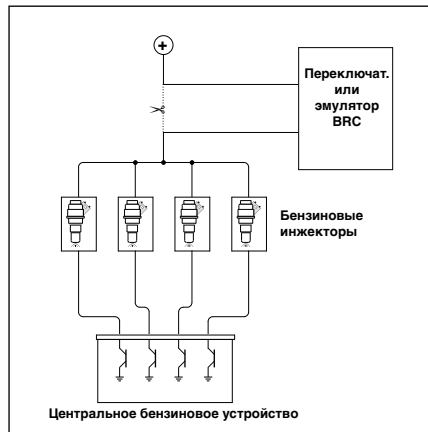 +
Переключат.
или
эмулятор
BRC
Бензиновые
инжекторы
Центральное бензиновое устройство